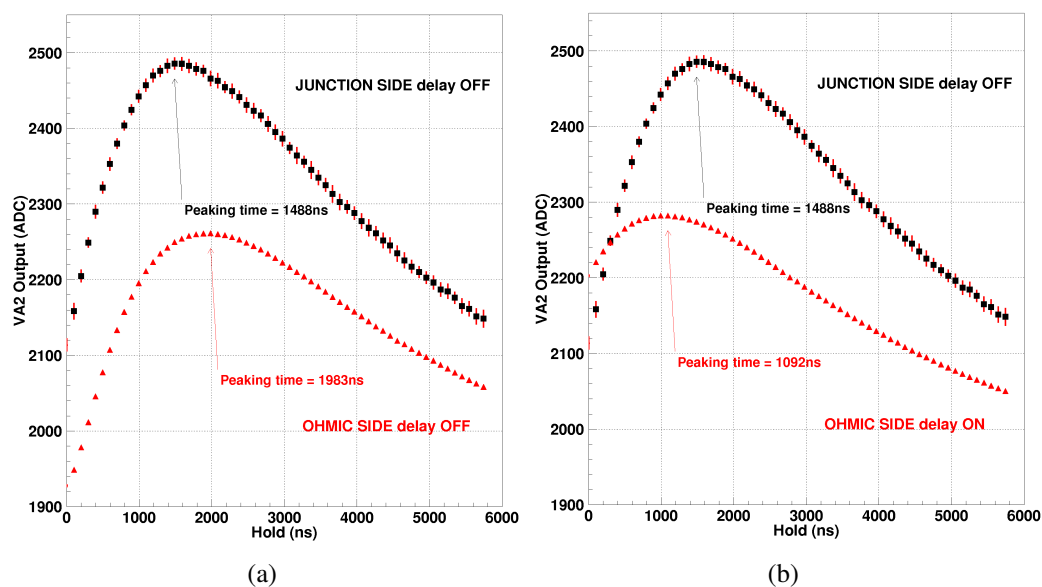 2500
2400
2300
2200
2100
2000
1900
VA2 Output (ADC)
JUNCTION SIDE delay OFF
Peaking time = 1488ns
Peaking time = 1983ns
OHMIC SIDE delay OFF
0 1000 2000 3000 4000 5000 6000
Hold (ns)
(a)
2500
2400
2300
2200
2100
2000
1900
VA2 Output (ADC)
JUNCTION SIDE delay OFF
Peaking time = 1488ns
Peaking time = 1092ns
OHMIC SIDE delay ON
0 1000 2000 3000 4000 5000 6000
Hold (ns)
(b)